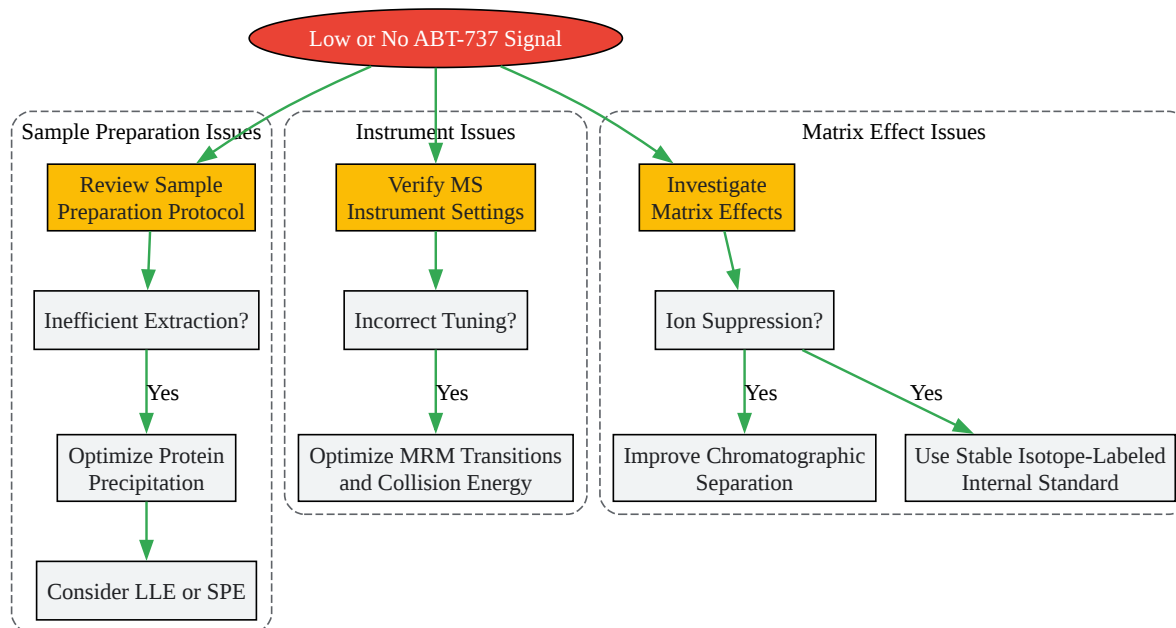 Low or No ABT-737 Signal
Sample Preparation Issues
Review Sample
Preparation Protocol
Inefficient Extraction?
Yes
Optimize Protein
Precipitation
Consider LLE or SPE
Instrument Issues
Verify MS
Instrument Settings
Incorrect Tuning?
Yes
Optimize MRM Transitions
and Collision Energy
Matrix Effect Issues
Investigate
Matrix Effects
Ion Suppression?
Yes
Improve Chromatographic
Separation
Yes
Use Stable Isotope-Labeled
Internal Standard